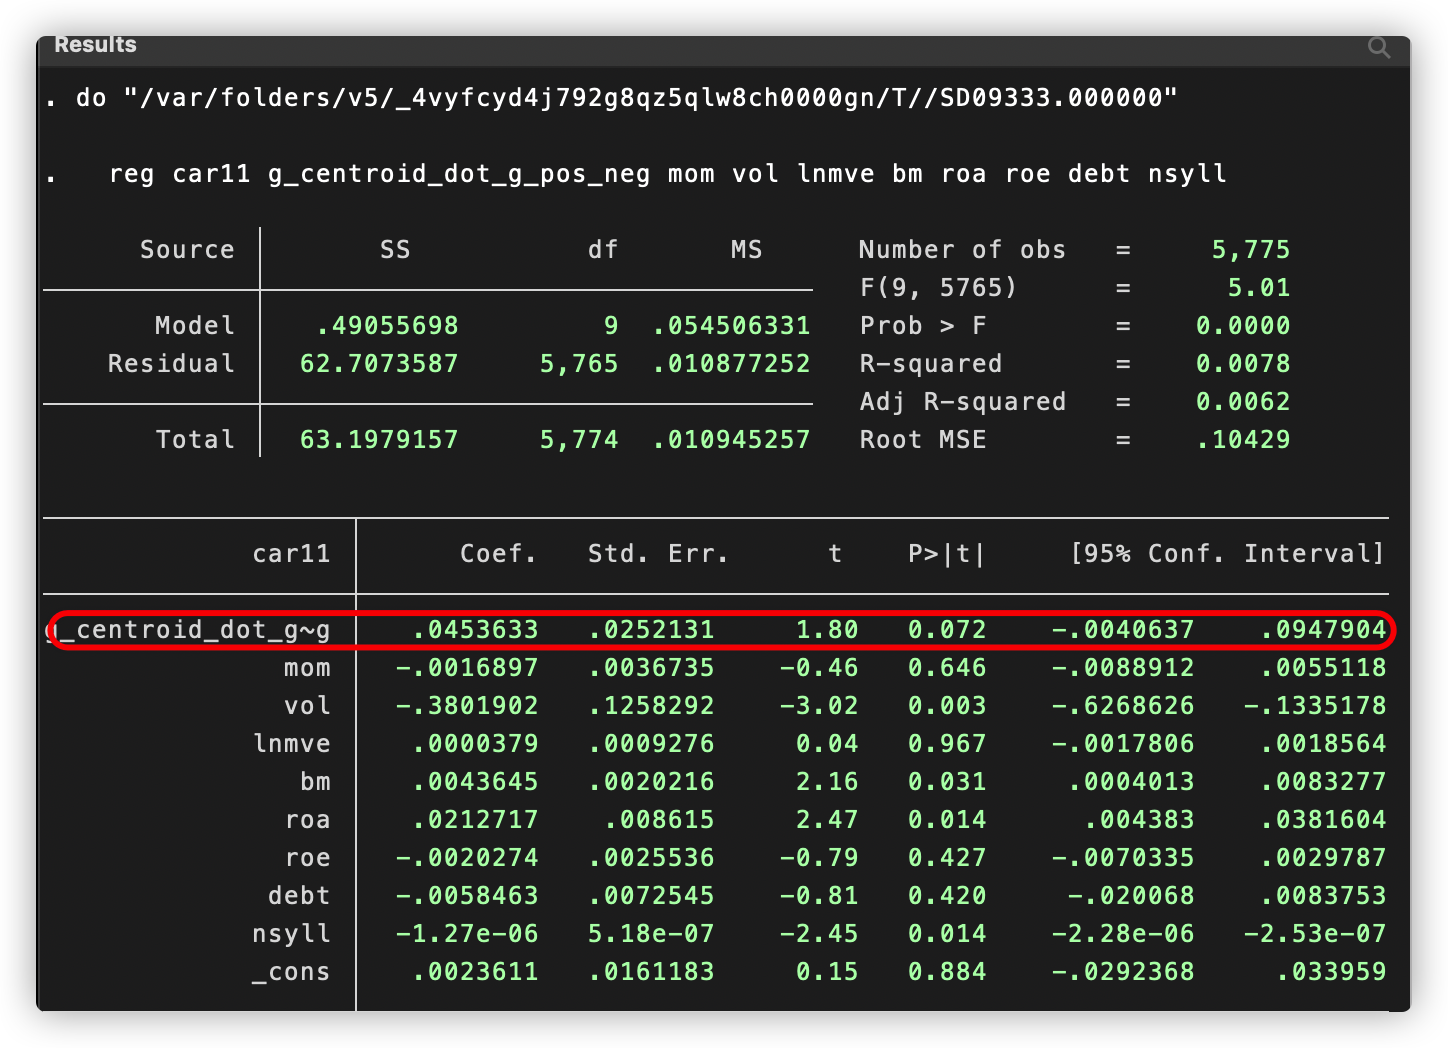 Results
. do "/var/folders/v5/_4vyfcyd4j792g8qz5qlw8ch0000gn/T//SD09333.000000"
. reg car11 g_centroid_dot_g_pos_neg mom vol lnmve bm roa roe debt nsyll
Source SS df MS Number of obs = 5,775
F(9, 5765) = 5.01
Model .49055698 9 .054506331 Prob > F = 0.0000
Residual 62.7073587 5,765 .010877252 R-squared = 0.0078
Adj R-squared = 0.0062
Total 63.1979157 5,774 .010945257 Root MSE = .10429
car11 Coef. Std. Err. t P>|t| [95% Conf. Interval]
g_centroid_dot_g~g .0453633 .0252131 1.80 0.072 -.0040637 .0947904
mom -.0016897 .0036735 -0.46 0.646 -.0088912 .0055118
vol -.3801902 .1258292 -3.02 0.003 -.6268626 -.1335178
lnmve .0000379 .0009276 0.04 0.967 -.0017806 .0018564
bm .0043645 .0020216 2.16 0.031 .0004013 .0083277
roa .0212717 .008615 2.47 0.014 .004383 .0381604
roe -.0020274 .0025536 -0.79 0.427 -.0070335 .0029787
debt -.0058463 .0072545 -0.81 0.420 -.020068 .0083753
nsyll -1.27e-06 5.18e-07 -2.45 0.014 -2.28e-06 -2.53e-07
_cons .0023611 .0161183 0.15 0.884 -.0292368 .033959